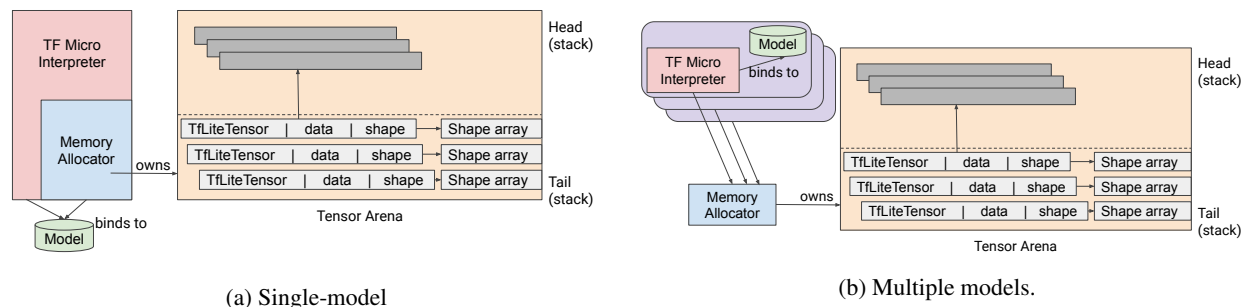 TF Micro
Interpreter
Memory
Allocator
owns
binds to
Model
Head
(stack)
TfLiteTensor | data | shape
Shape array
TfLiteTensor | data | shape
Shape array
TfLiteTensor | data | shape
Shape array
Tail
(stack)
Tensor Arena
(a) Single-model
Model
TF Micro
Interpreter
binds to
Memory
Allocator
owns
Head
(stack)
TfLiteTensor | data | shape
Shape array
TfLiteTensor | data | shape
Shape array
TfLiteTensor | data | shape
Shape array
Tail
(stack)
Tensor Arena
(b) Multiple models.